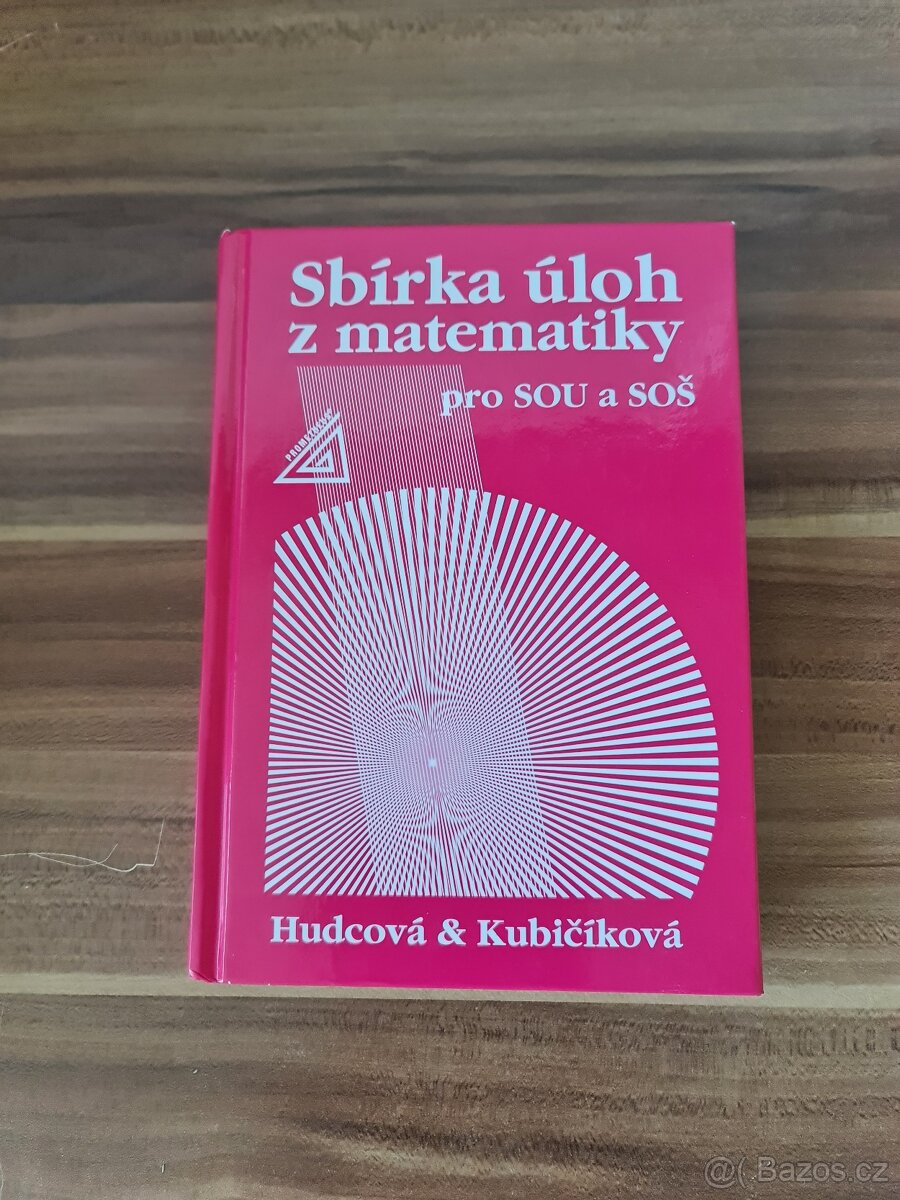 Sbírka úloh
z matematiky
pro SOU a SOŠ
PROMETHEUS
Hudcová & Kubičíková
@( Bazos.cz